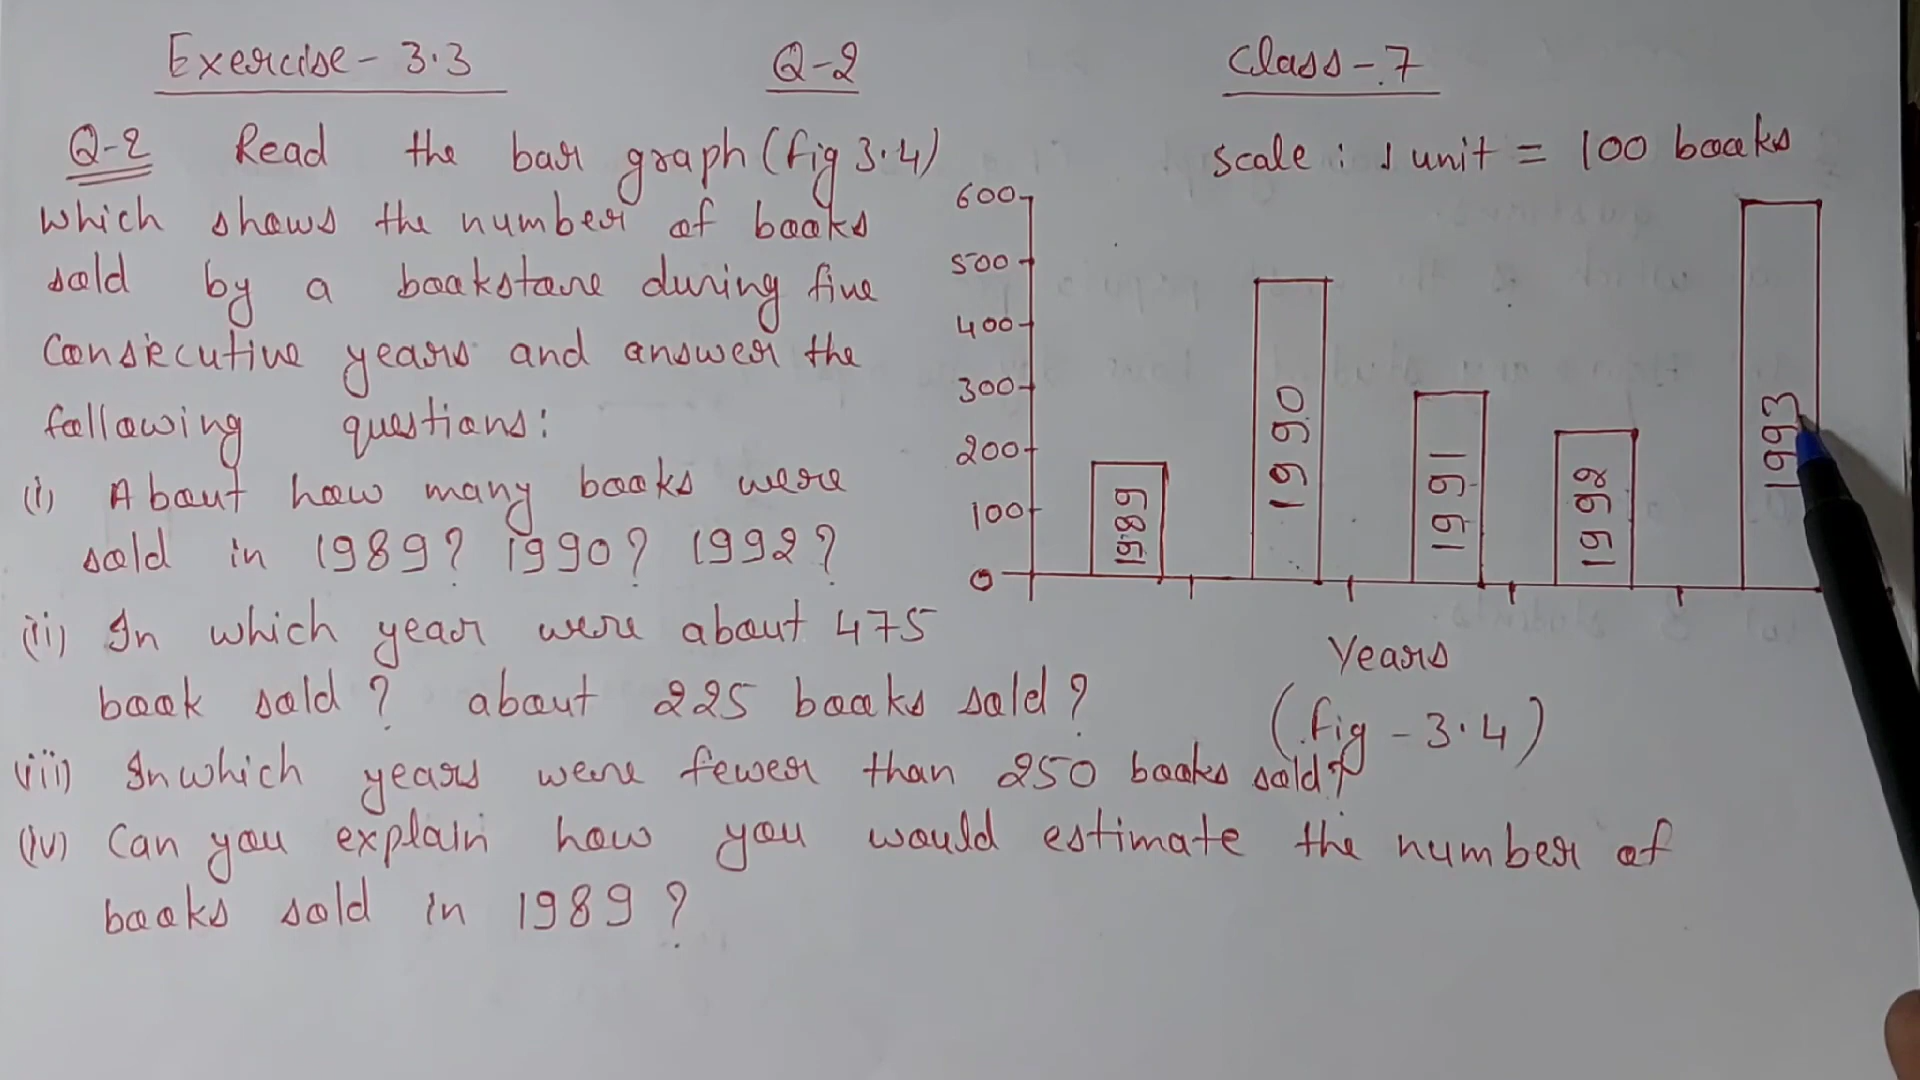 Exercise - 3.3 Q-2 Class - 7
Q-2 Read the bar graph (fig 3.4)
which shows the number of books
sold by a bookstore during five
Consecutive years and answer the
following questions:
(i) About how many books were
sold in 1989? 1990? 1992?
(ii) In which year were about 475
book sold? about 225 books sold?
(iii) In which years were fewer than 250 books sold?
(iv) Can you explain how you would estimate the number of
books sold in 1989?
scale : 1 unit = 100 books
600
500
400
300
200
100
0
1989 1990 1991 1992 1993
Years
(fig - 3.4)